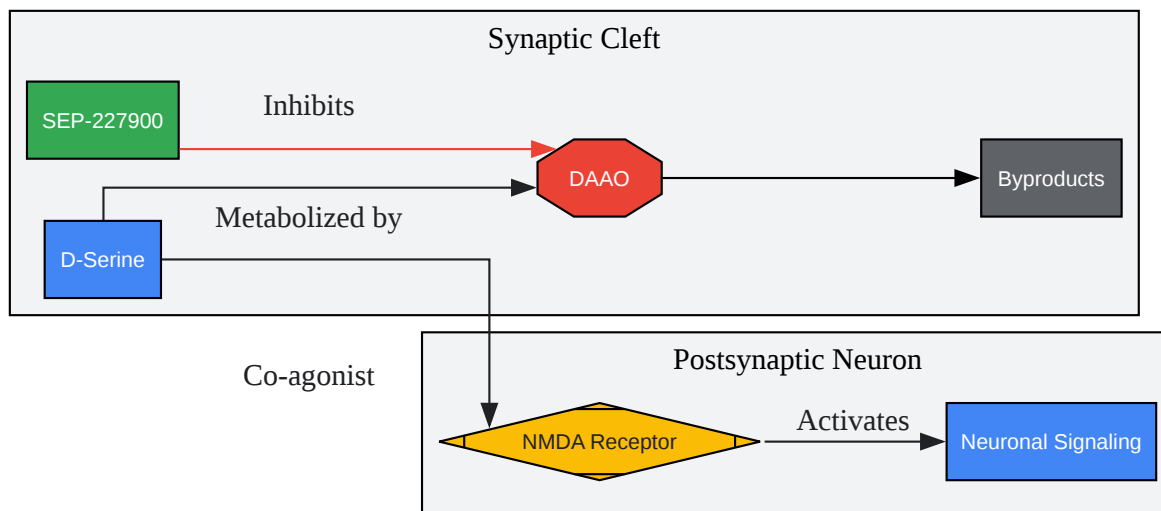 Synaptic Cleft
SEP-227900
Inhibits
DAAO
Byproducts
Metabolized by
D-Serine
Co-agonist
Postsynaptic Neuron
NMDA Receptor
Activates
Neuronal Signaling